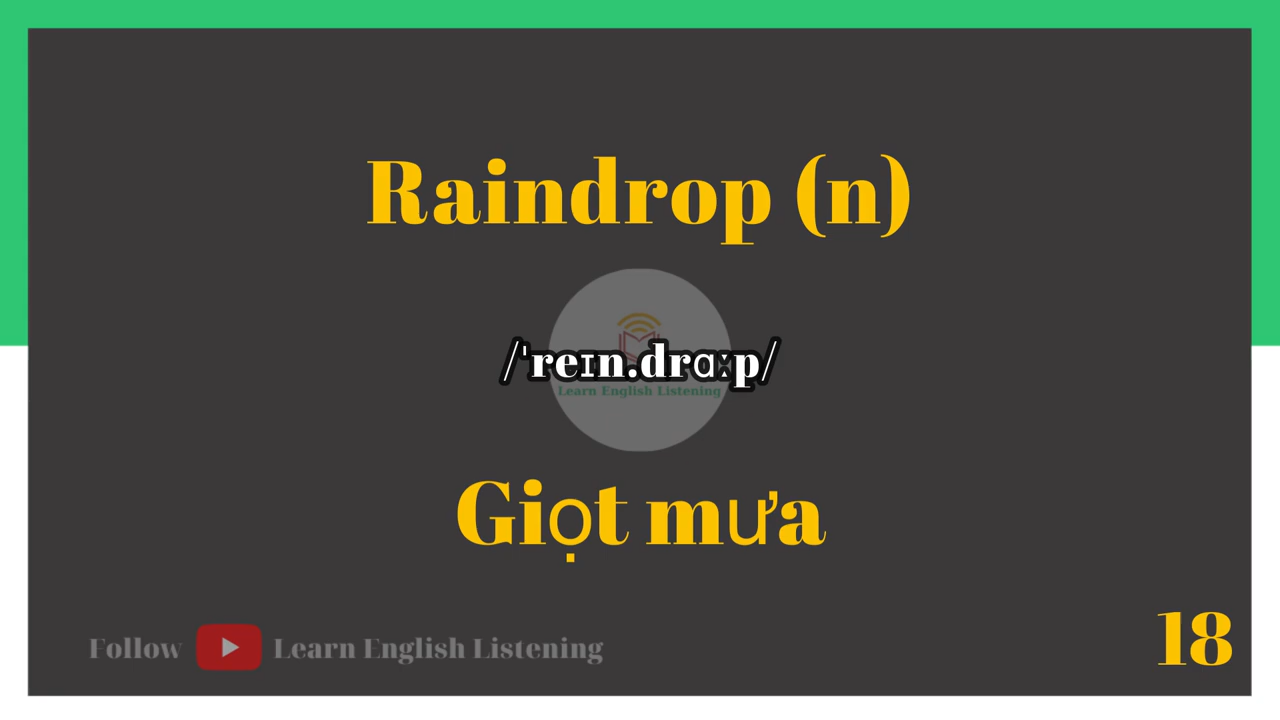 Raindrop (n)
/ˈreɪn.drɑːp/
Learn English Listening
Giọt mưa
18
Follow Learn English Listening